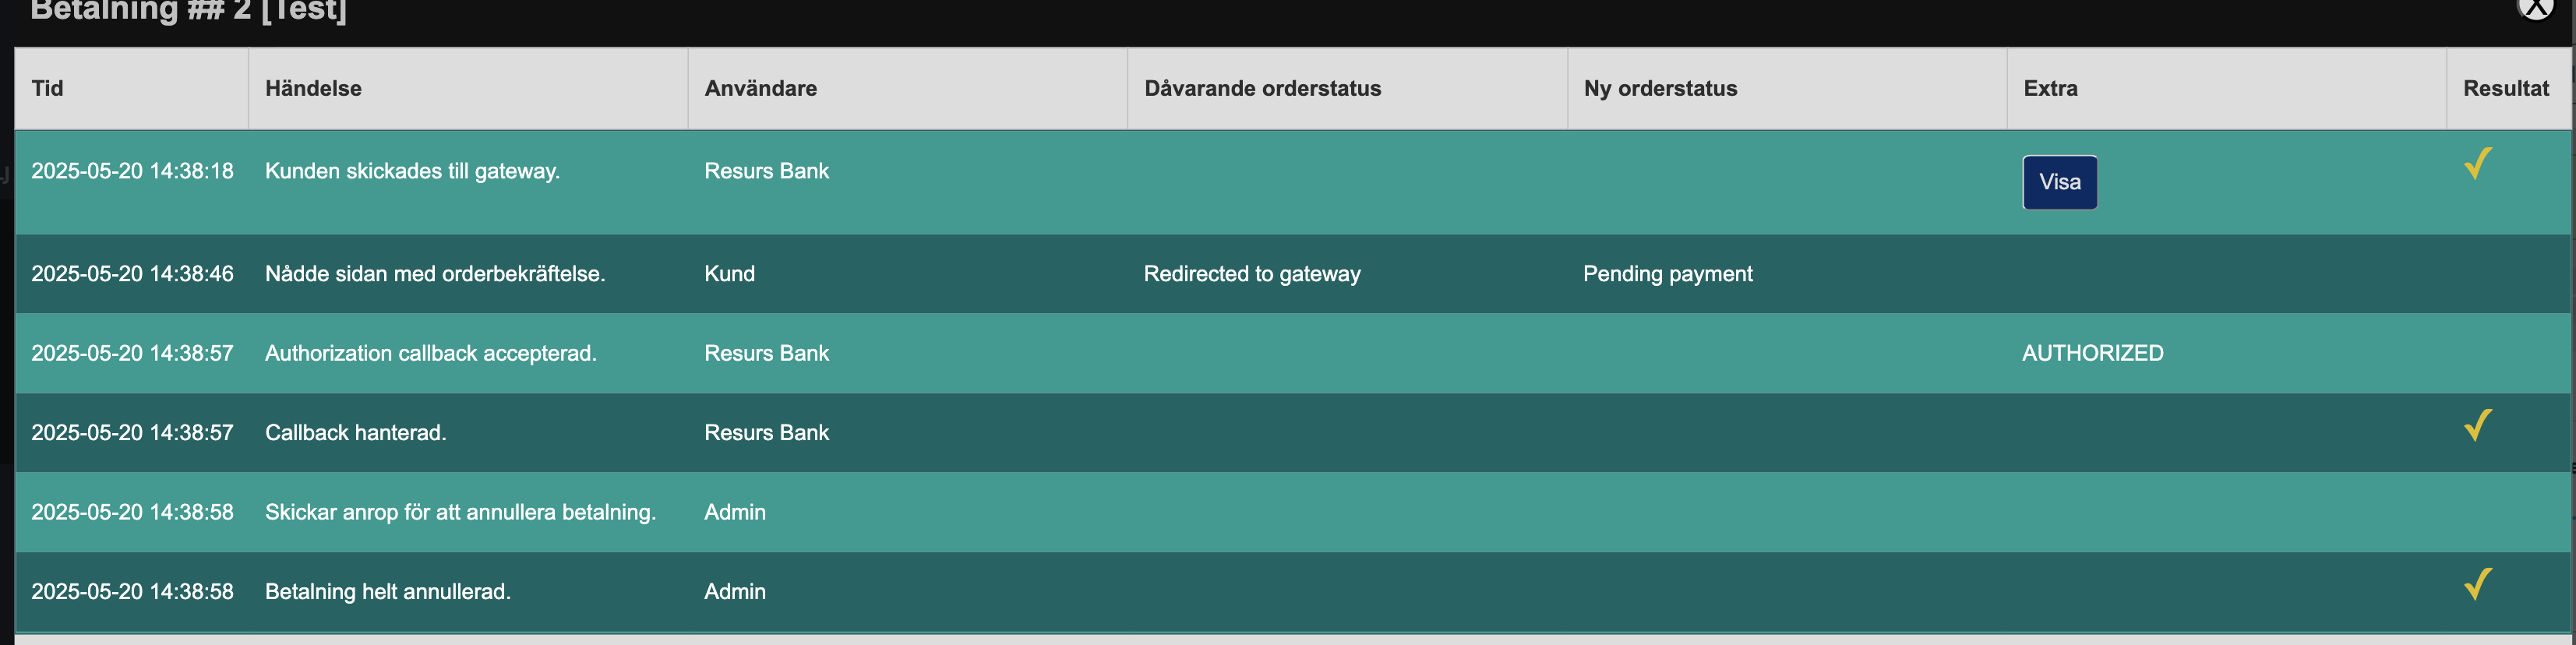 Betalning ## 2 [Test]
X
Tid Händelse Användare Dåvarande orderstatus Ny orderstatus Extra Resultat
2025-05-20 14:38:18 Kunden skickades till gateway. Resurs Bank Visa ✓
2025-05-20 14:38:46 Nådde sidan med orderbekräftelse. Kund Redirected to gateway Pending payment
2025-05-20 14:38:57 Authorization callback accepterad. Resurs Bank AUTHORIZED
2025-05-20 14:38:57 Callback hanterad. Resurs Bank ✓
2025-05-20 14:38:58 Skickar anrop för att annullera betalning. Admin
2025-05-20 14:38:58 Betalning helt annullerad. Admin ✓